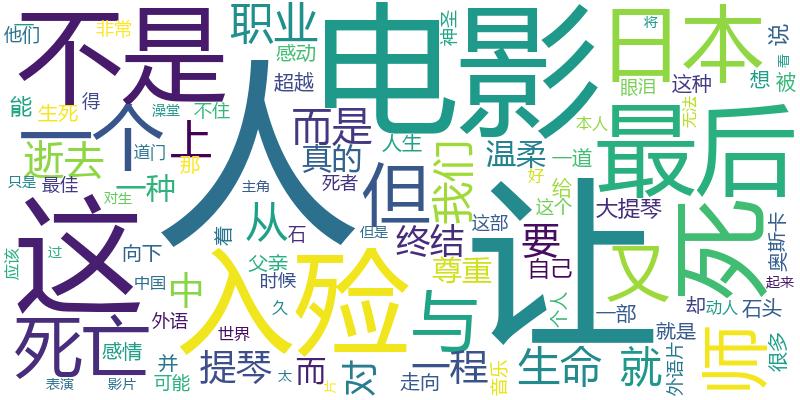 他们 非常 不是 职业 神圣 电影 日本 将 说
感动 超越 眼泪 这种 想 看 被
能 生死 得 澡堂 不住 人 最后 无法
一个 上 而是 本人
逝去 道门 那 真的 人生 我们 温柔 一道 好
只是 最佳 一种 主角 死者 但 给 这个
这 对生 从 大提琴 死
着 石 但是 终结 这部 让 要 又 奥斯卡
应该 过 向下 入殓 父亲 尊重 自己
中国 中 时候 与 个人 一部 却 动人 石头 起来
死亡 外语 久 就是 师
感情 并 世界 提琴 而 对 一程 生命 就 外语片 很多
表演 影片 可能 太 片 走向 音乐